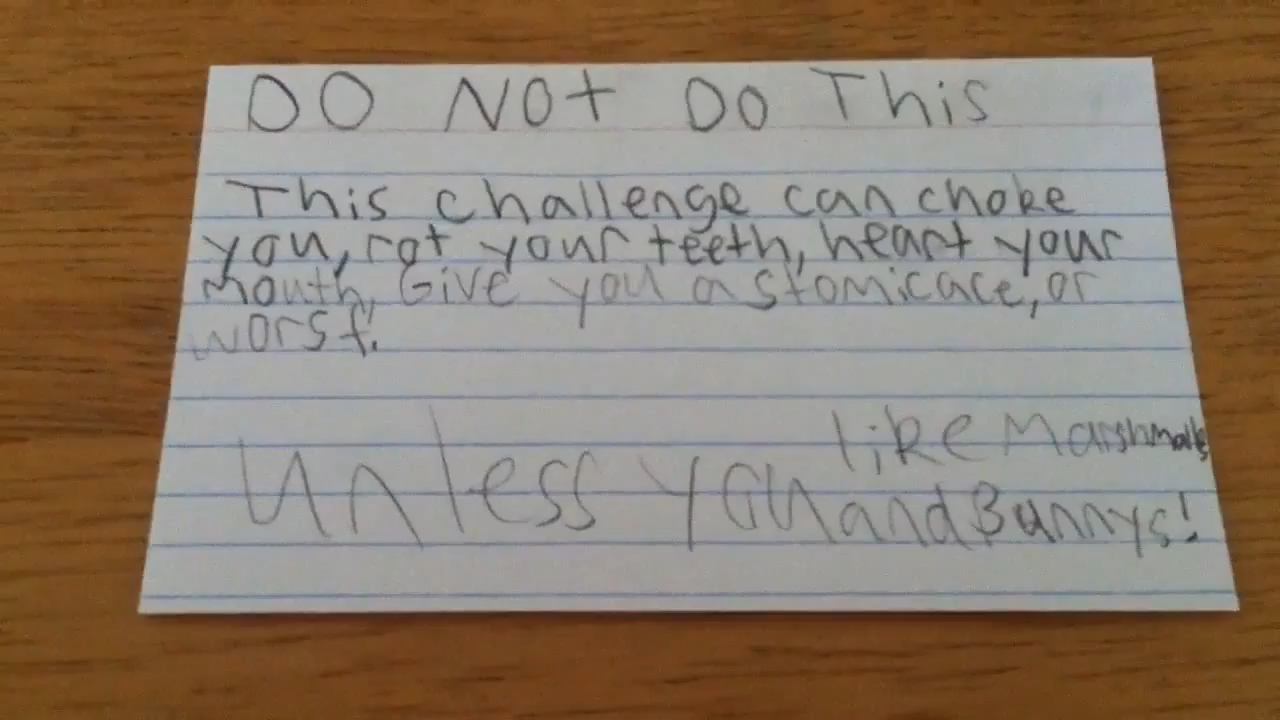 DO NOt Do This
This challenge can choke
you, rot your teeth, heart your
Mouth, Give you a stomicace, or
worst.
unless you like Marshmalls
and Bunnys!